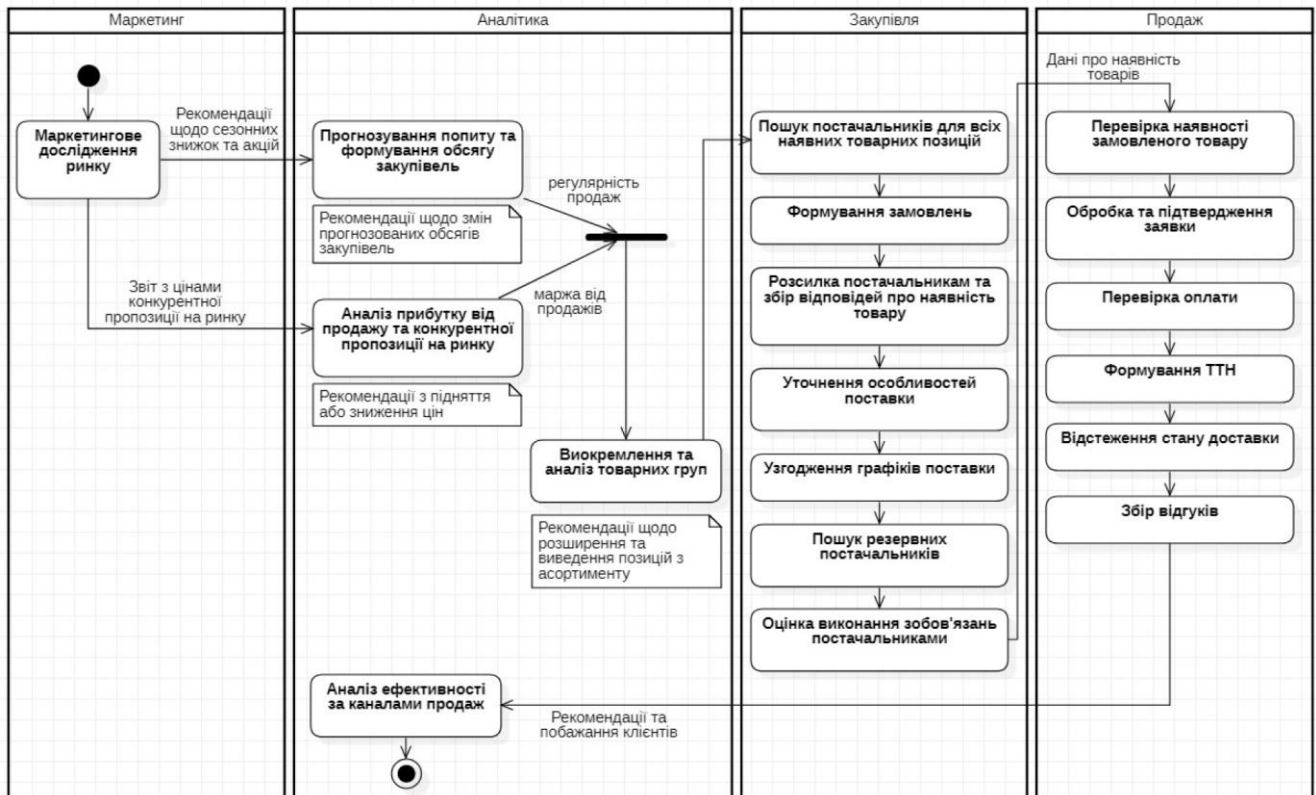 Маркетинг
Аналітика
Закупівля
Продаж
Маркетингове
дослідження
ринку
Рекомендації
щодо сезонних
знижок та акцій
Звіт з цінами
конкурентної
пропозиції на ринку
Прогнозування попиту та
формування обсягу
закупівель
Рекомендації щодо змін
прогнозованих обсягів
закупівель
регулярність
продаж
Аналіз прибутку від
продажу та конкурентної
пропозиції на ринку
маржа від
продажів
Рекомендації з підняття
або зниження цін
Виокремлення та
аналіз товарних груп
Рекомендації щодо
розширення та
виведення позицій з
асортименту
Пошук постачальників для всіх
наявних товарних позицій
Формування замовлень
Розсилка постачальникам та
збір відповідей про наявність
товару
Уточнення особливостей
поставки
Узгодження графіків поставки
Пошук резервних
постачальників
Оцінка виконання зобов'язань
постачальниками
Дані про наявність
товарів
Перевірка наявності
замовленого товару
Обробка та підтвердження
заявки
Перевірка оплати
Формування ТТН
Відстеження стану доставки
Збір відгуків
Рекомендації та
побажання клієнтів
Аналіз ефективності
за каналами продаж